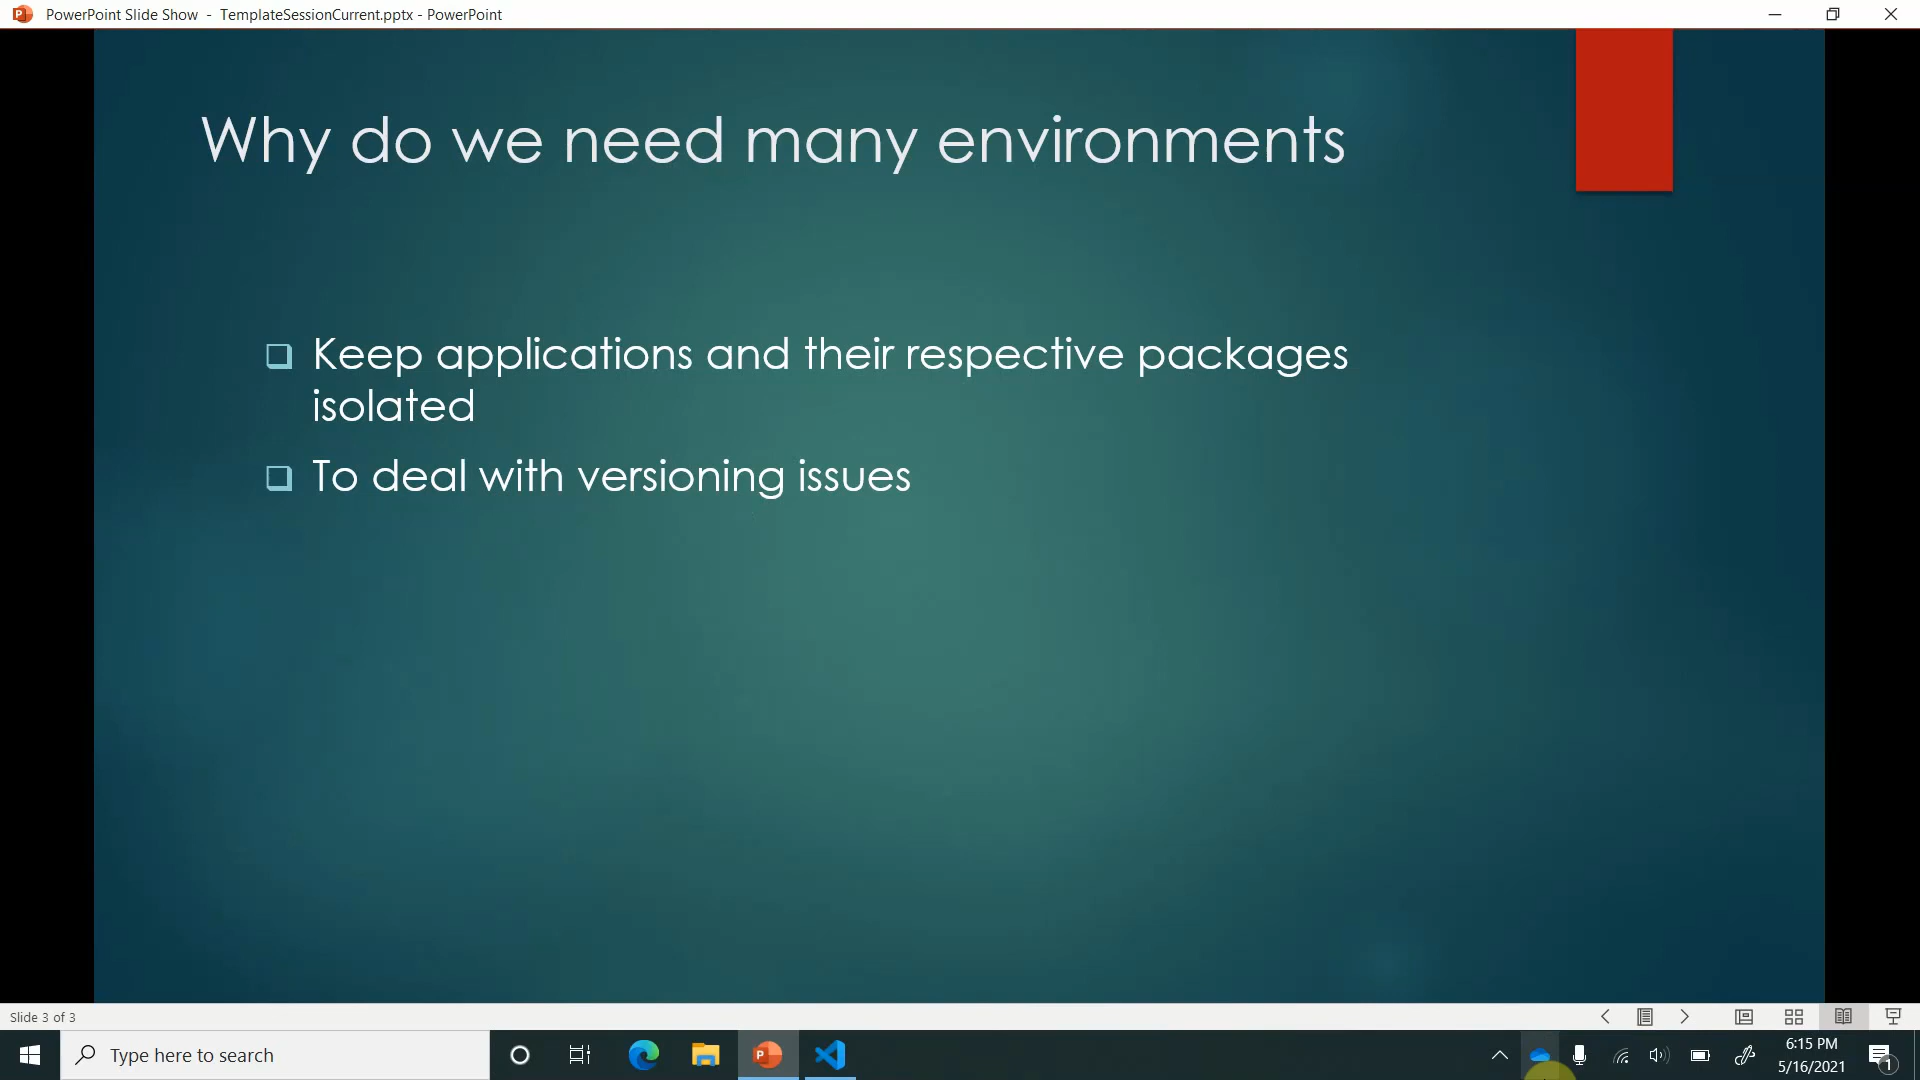 PowerPoint Slide Show - TemplateSessionCurrent.pptx - PowerPoint
Why do we need many environments
Keep applications and their respective packages
isolated
To deal with versioning issues
Slide 3 of 3
Type here to search
6:15 PM
5/16/2021
1